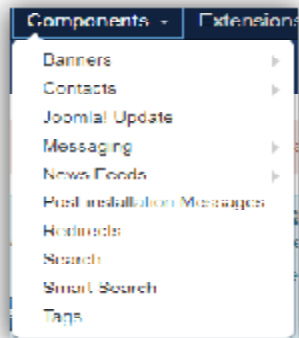 Components Extensions
Banners
Contacts
Joomla! Update
Messaging
News Feeds
Post-installation Messages
Redirects
Search
Smart Search
Tags